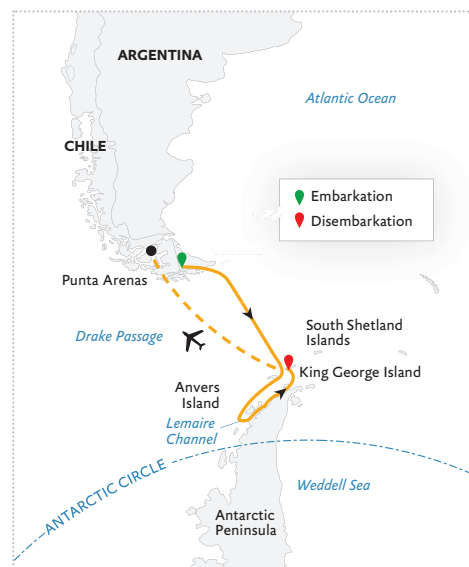 ARGENTINA
Atlantic Ocean
CHILE
Embarkation
Disembarkation
Punta Arenas
Drake Passage
South Shetland
Islands
King George Island
Anvers
Island
Lemaire
Channel
ANTARCTIC CIRCLE
Weddell Sea
Antarctic
Peninsula